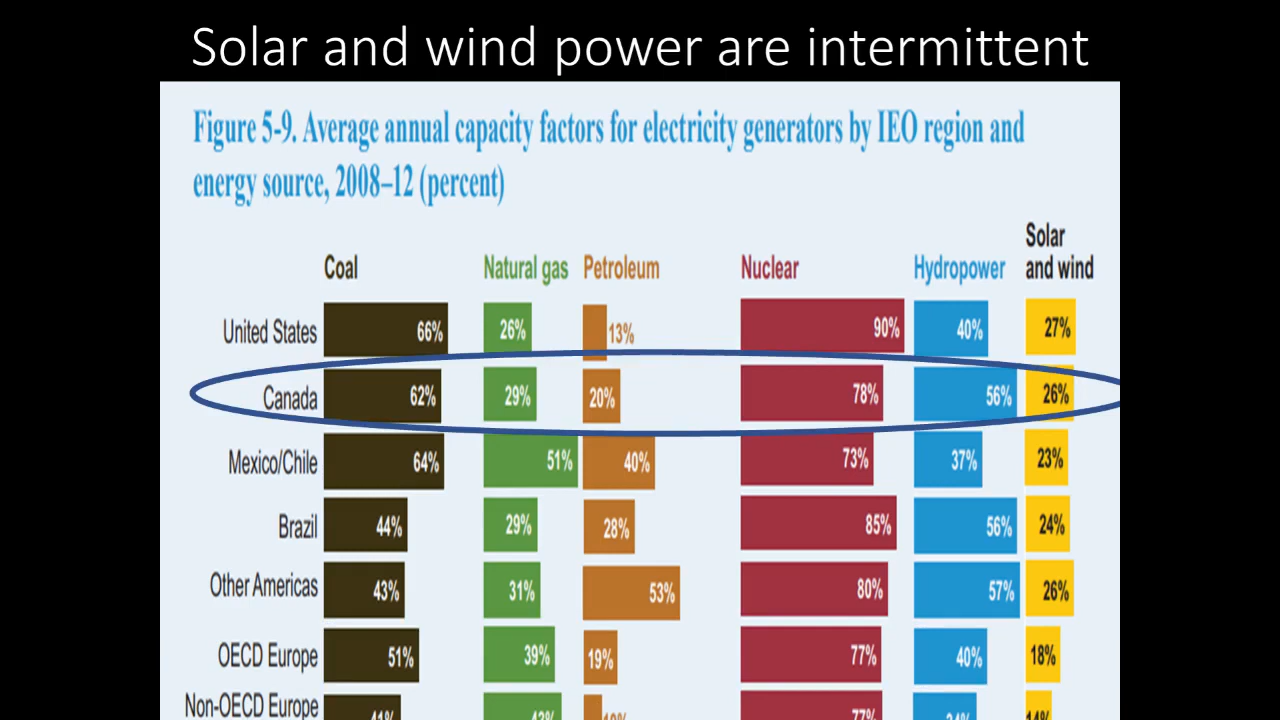 Solar and wind power are intermittent
Figure 5-9. Average annual capacity factors for electricity generators by IEO region and
energy source, 2008–12 (percent)
Coal Natural gas Petroleum Nuclear Hydropower Solar and wind
United States 66% 26% 13% 90% 40% 27%
Canada 62% 29% 20% 78% 56% 26%
Mexico/Chile 64% 51% 40% 73% 37% 23%
Brazil 44% 29% 28% 85% 56% 24%
Other Americas 43% 31% 53% 80% 57% 26%
OECD Europe 51% 39% 19% 77% 40% 18%
Non-OECD Europe 41% 77%